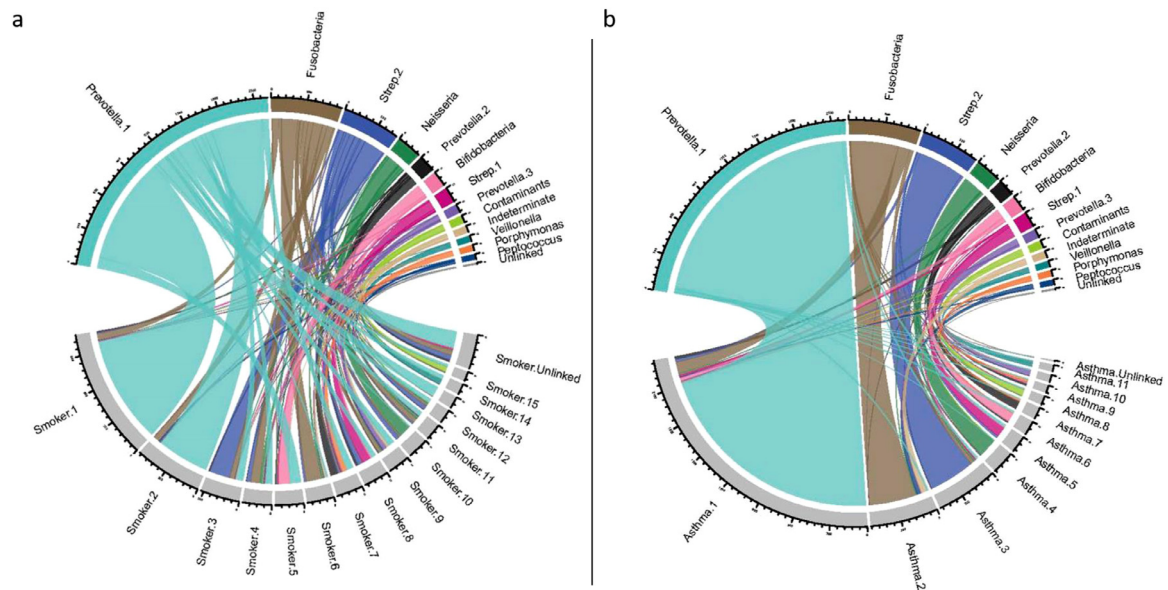 a
Prevotella.1
Fusobacteria
Strep.2
Neisseria
Prevotella.2
Bifidobacteria
Strep.1
Prevotella.3
Contaminants
Indeterminate
Veillonella
Porphymonas
Peptococcus
Unlinked
Smoker.Unlinked
Smoker.15
Smoker.14
Smoker.13
Smoker.12
Smoker.11
Smoker.10
Smoker.9
Smoker.8
Smoker.7
Smoker.6
Smoker.5
Smoker.4
Smoker.3
Smoker.2
Smoker.1
b
Prevotella.1
Fusobacteria
Strep.2
Neisseria
Prevotella.2
Bifidobacteria
Strep.1
Prevotella.3
Contaminants
Indeterminate
Veillonella
Porphymonas
Peptococcus
Unlinked
Asthma.Unlinked
Asthma.11
Asthma.10
Asthma.9
Asthma.8
Asthma.7
Asthma.6
Asthma.5
Asthma.4
Asthma.3
Asthma.2
Asthma.1